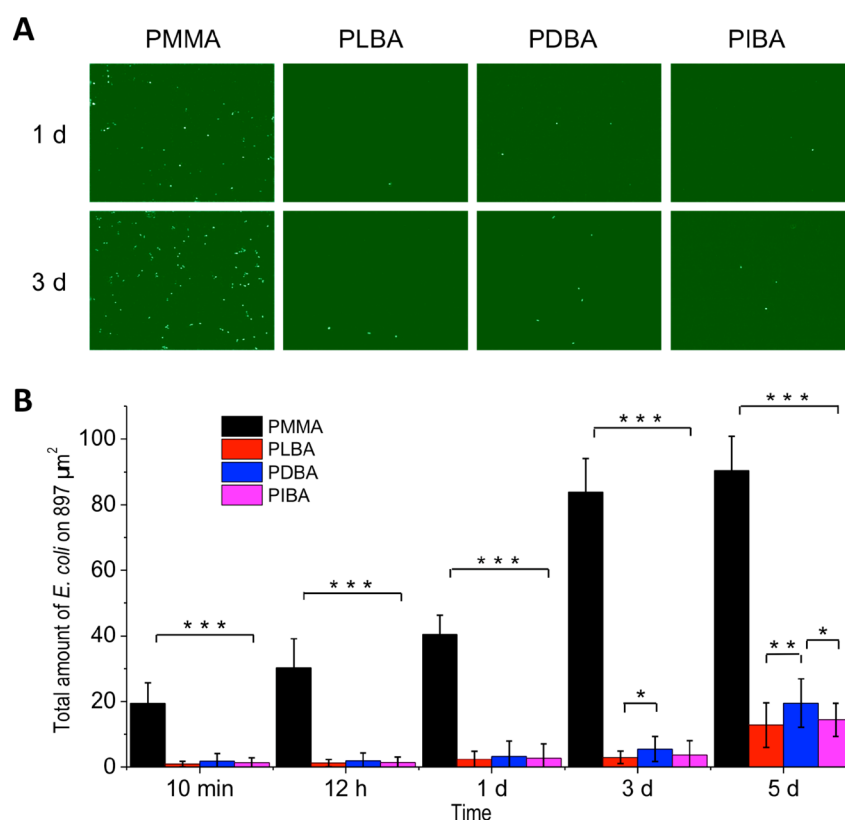 A
PMMA PLBA PDBA PIBA
1 d
3 d
B
Total amount of E. coli on 897 µm²
100
80
60
40
20
0
PMMA
PLBA
PDBA
PIBA
* * *
* * *
* * *
* * *
*
* * *
* *
*
10 min 12 h 1 d 3 d 5 d
Time